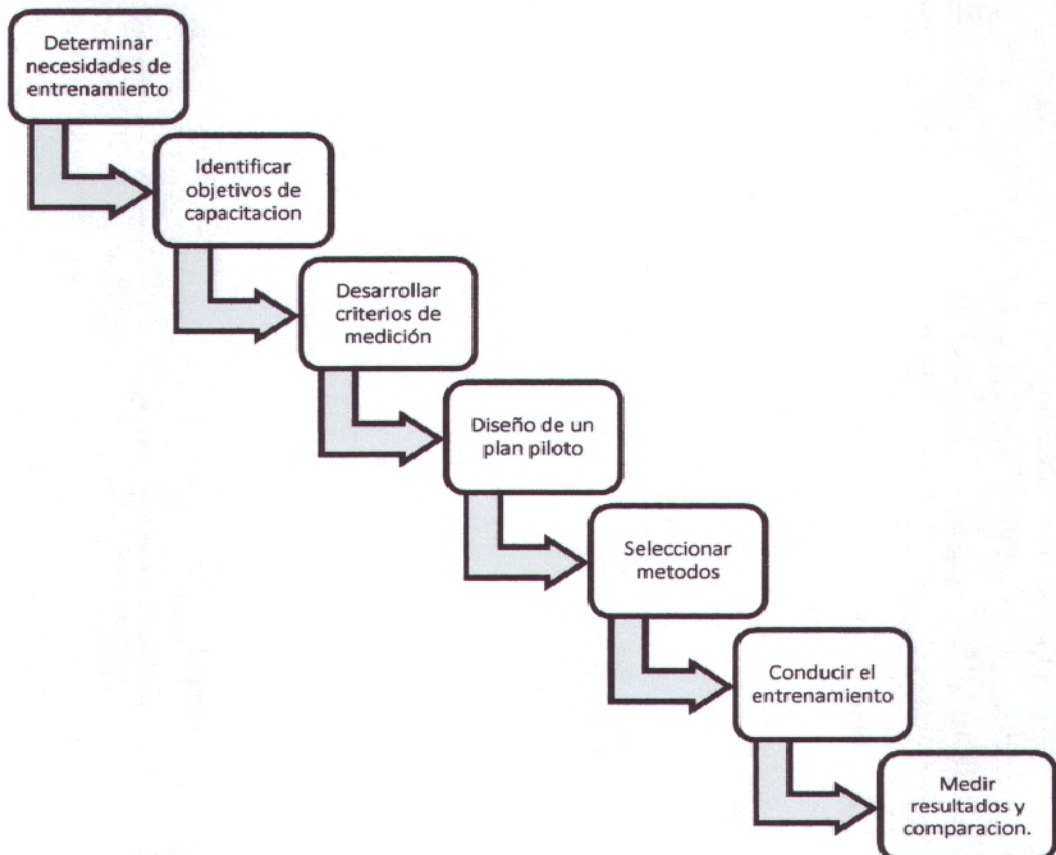 Determinar
necesidades de
entrenamiento
Identificar
objetivos de
capacitacion
Desarrollar
criterios de
medición
Diseño de un
plan piloto
Seleccionar
metodos
Conducir el
entrenamiento
Medir
resultados y
comparacion.